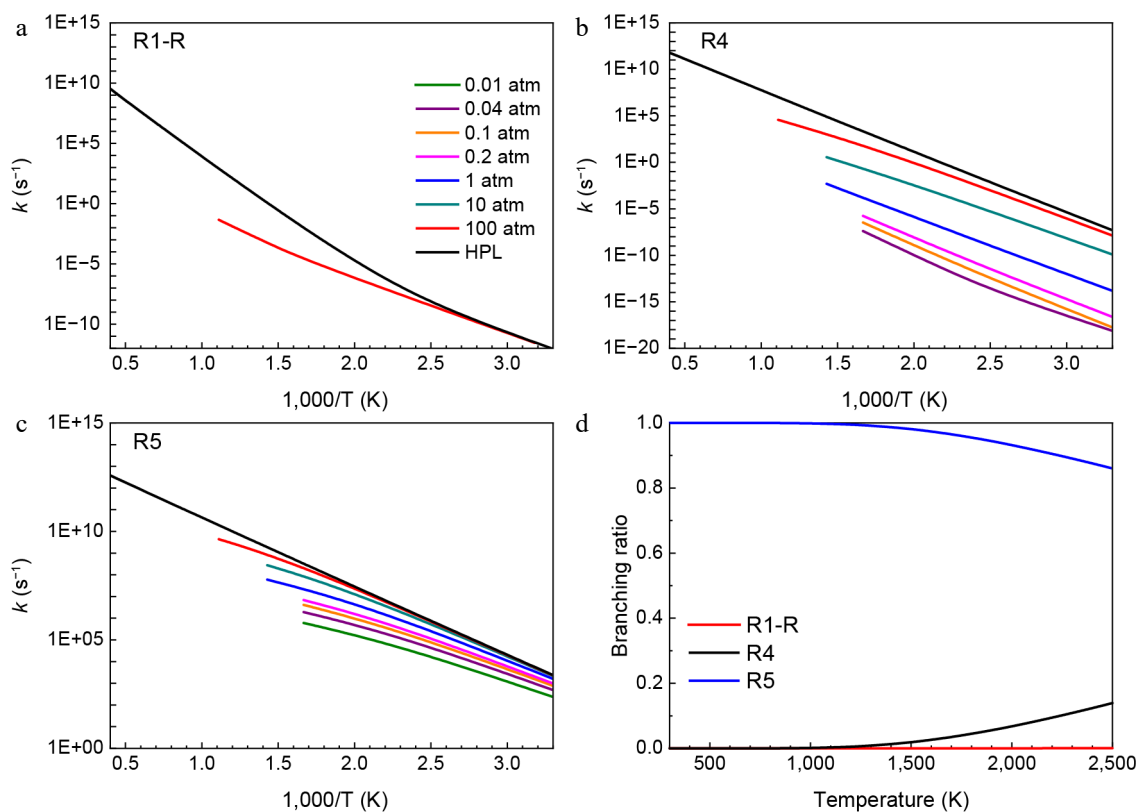 a
R1-R
1E+15
1E+10
1E+5
1E+0
1E−5
1E−10
k (s⁻¹)
0.01 atm
0.04 atm
0.1 atm
0.2 atm
1 atm
10 atm
100 atm
HPL
0.5 1.0 1.5 2.0 2.5 3.0
1,000/T (K)
b
R4
1E+15
1E+10
1E+5
1E+0
1E−5
1E−10
1E−15
1E−20
k (s⁻¹)
0.5 1.0 1.5 2.0 2.5 3.0
1,000/T (K)
c
R5
1E+15
1E+10
1E+05
1E+00
k (s⁻¹)
0.5 1.0 1.5 2.0 2.5 3.0
1,000/T (K)
d
1.0
0.8
0.6
0.4
0.2
0.0
Branching ratio
R1-R
R4
R5
500 1,000 1,500 2,000 2,500
Temperature (K)